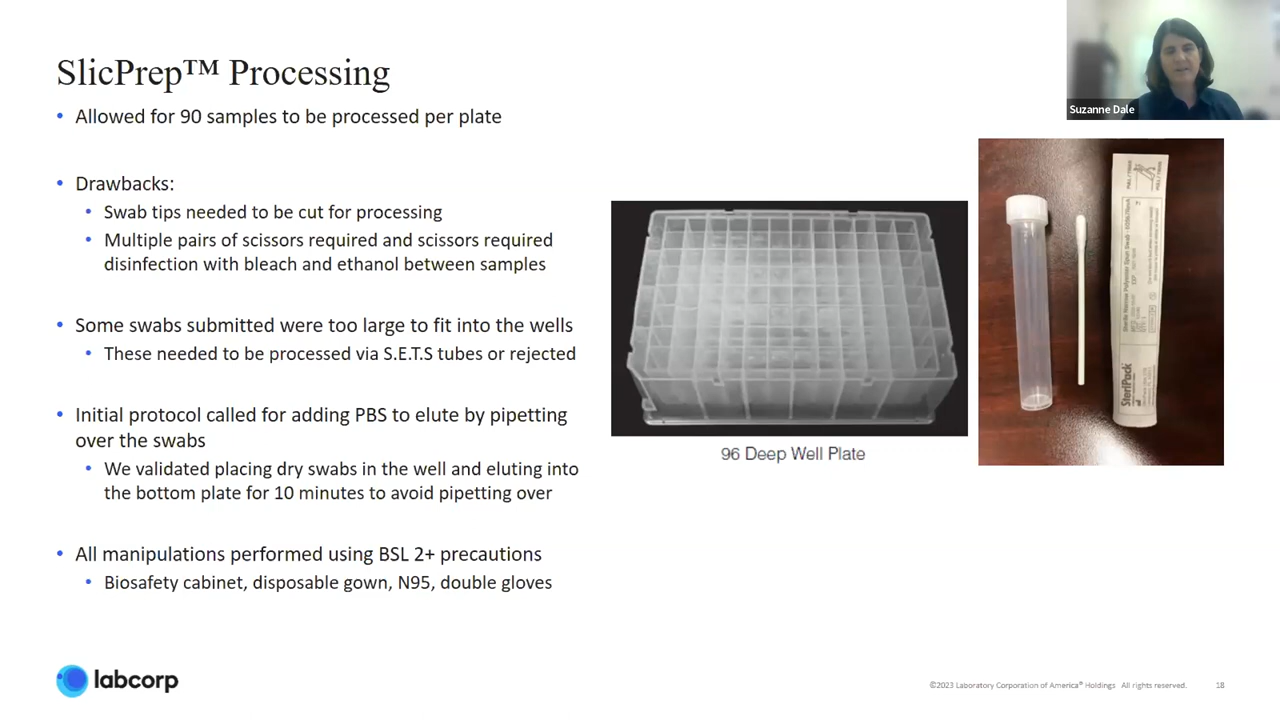 SlicPrep™ Processing
• Allowed for 90 samples to be processed per plate
• Drawbacks:
• Swab tips needed to be cut for processing
• Multiple pairs of scissors required and scissors required
disinfection with bleach and ethanol between samples
• Some swabs submitted were too large to fit into the wells
• These needed to be processed via S.E.T.S tubes or rejected
• Initial protocol called for adding PBS to elute by pipetting
over the swabs
• We validated placing dry swabs in the well and eluting into
the bottom plate for 10 minutes to avoid pipetting over
• All manipulations performed using BSL 2+ precautions
• Biosafety cabinet, disposable gown, N95, double gloves
Suzanne Dale
96 Deep Well Plate
SteriPack
labcorp
©2023 Laboratory Corporation of America® Holdings All rights reserved.
18